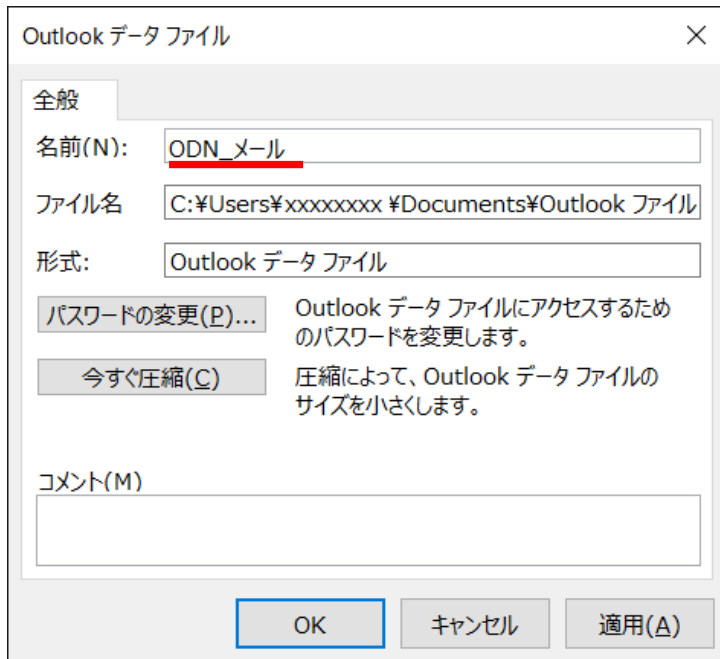 Outlook データ ファイル
全般
名前(N): ODN_メール
ファイル名 C:¥Users¥xxxxxxxx ¥Documents¥Outlook ファイル
形式: Outlook データ ファイル
パスワードの変更(P)... Outlook データ ファイルにアクセスするため
のパスワードを変更します。
今すぐ圧縮(C) 圧縮によって、Outlook データ ファイルの
サイズを小さくします。
コメント(M)
OK キャンセル 適用(A)